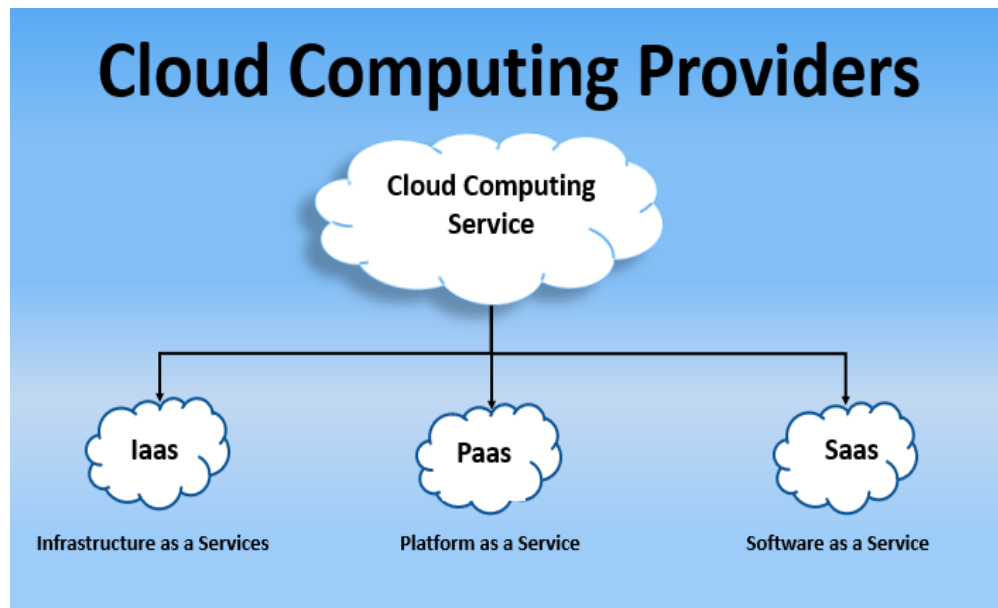 Cloud Computing Providers
Cloud Computing
Service
Iaas
Paas
Saas
Infrastructure as a Services
Platform as a Service
Software as a Service